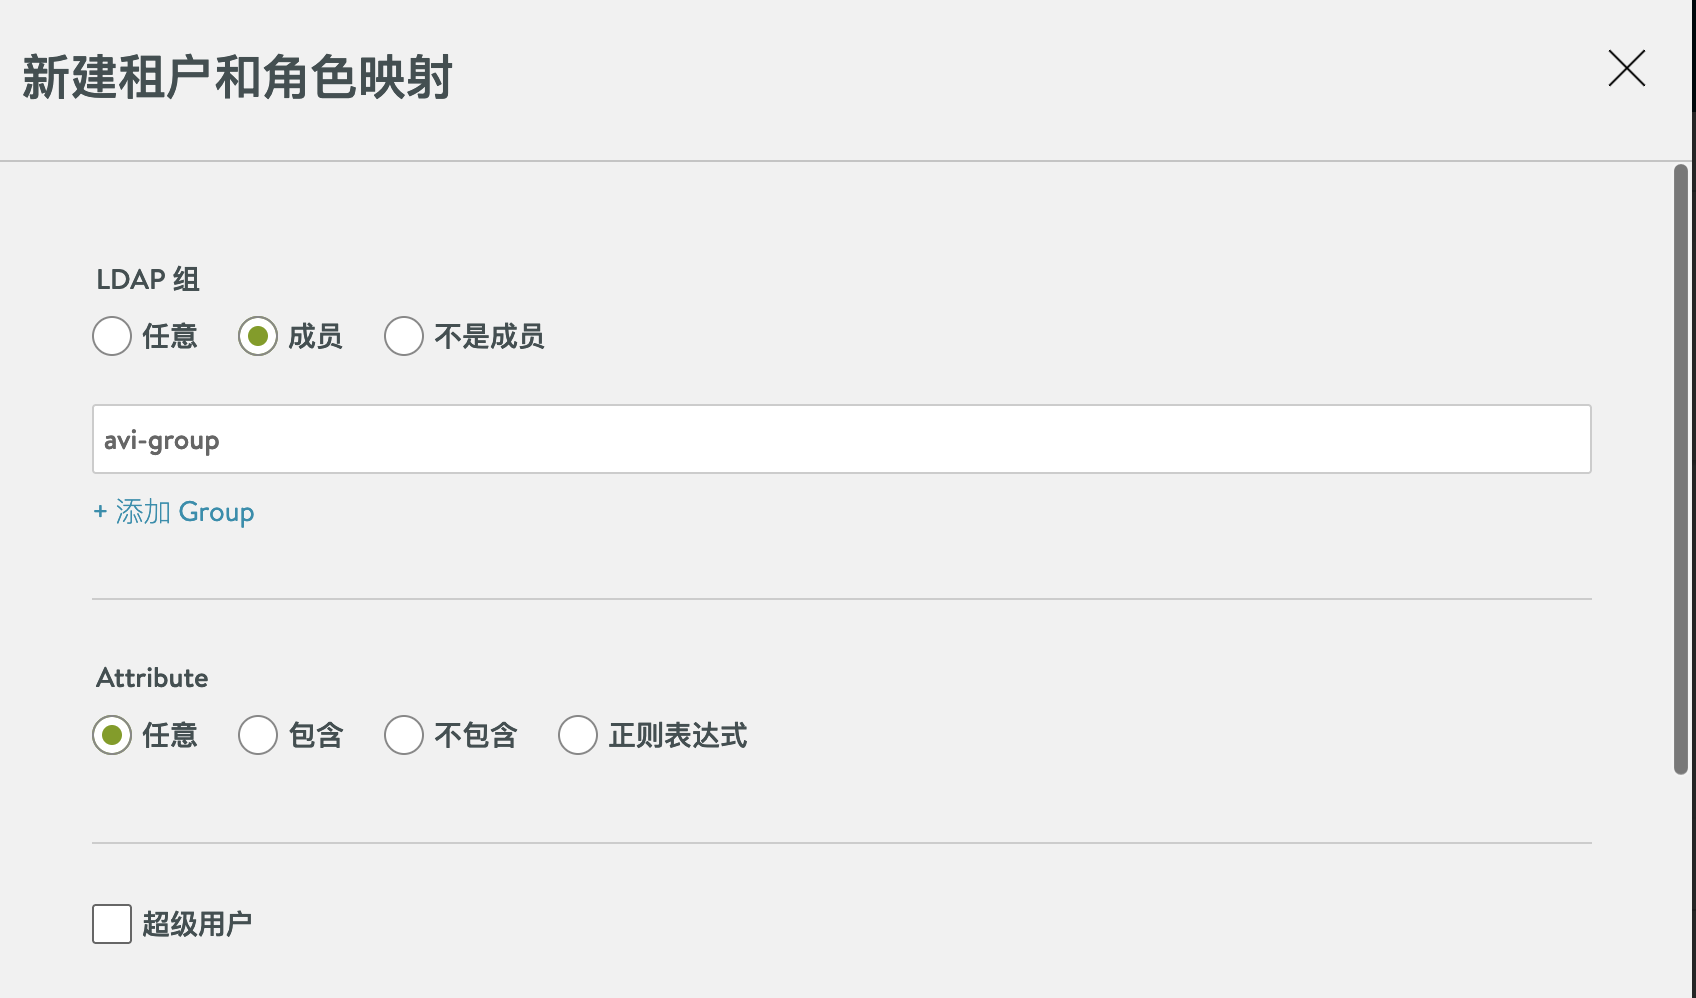 新建租户和角色映射
LDAP 组
任意 成员 不是成员
avi-group
+ 添加 Group
Attribute
任意 包含 不包含 正则表达式
超级用户